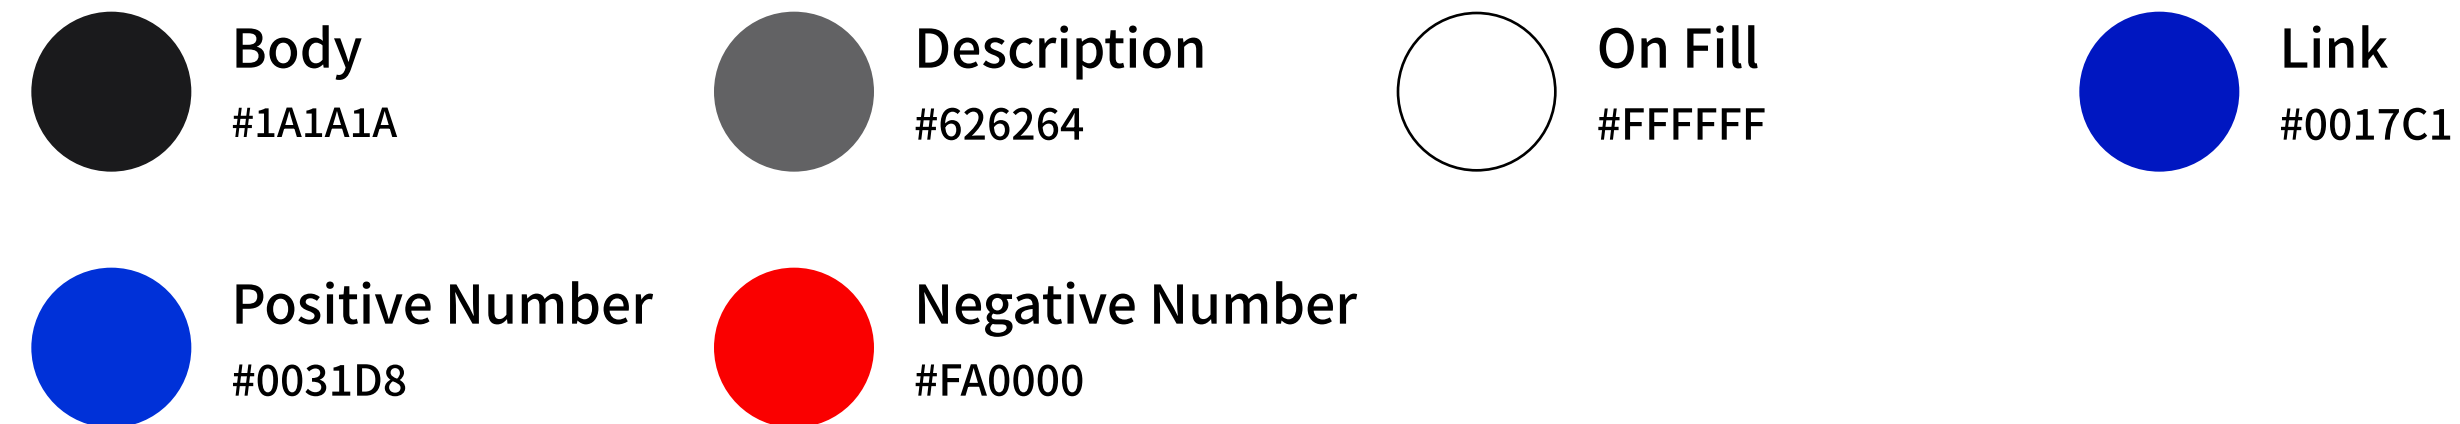 Body
#1A1A1A
Description
#626264
On Fill
#FFFFFF
Link
#0017C1
Positive Number
#0031D8
Negative Number
#FA0000